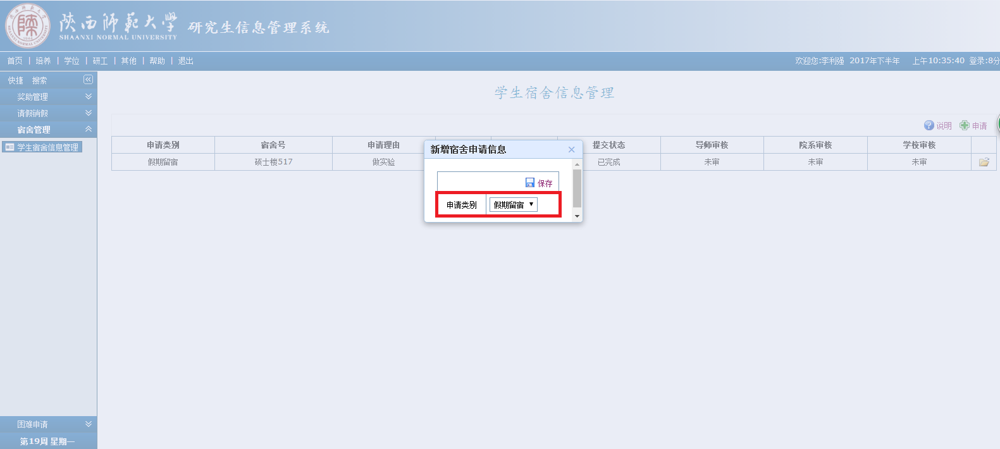 陕西师范大学 研究生信息管理系统
SHAANXI NORMAL UNIVERSITY
首页 | 培养 | 学位 | 研工 | 其他 | 帮助 | 退出
欢迎您:李利强 2017年下半年 上午10:35:40 登录:8分
快捷 搜索
奖助管理
请假销假
宿舍管理
学生宿舍信息管理
困难申请
第19周 星期一
学生宿舍信息管理
说明 申请
申请类别 宿舍号 申请理由 提交状态 导师审核 院系审核 学校审核
假期留宿 硕士楼517 做实验 已完成 未审 未审 未审
新增宿舍申请信息
保存
申请类别 假期留宿